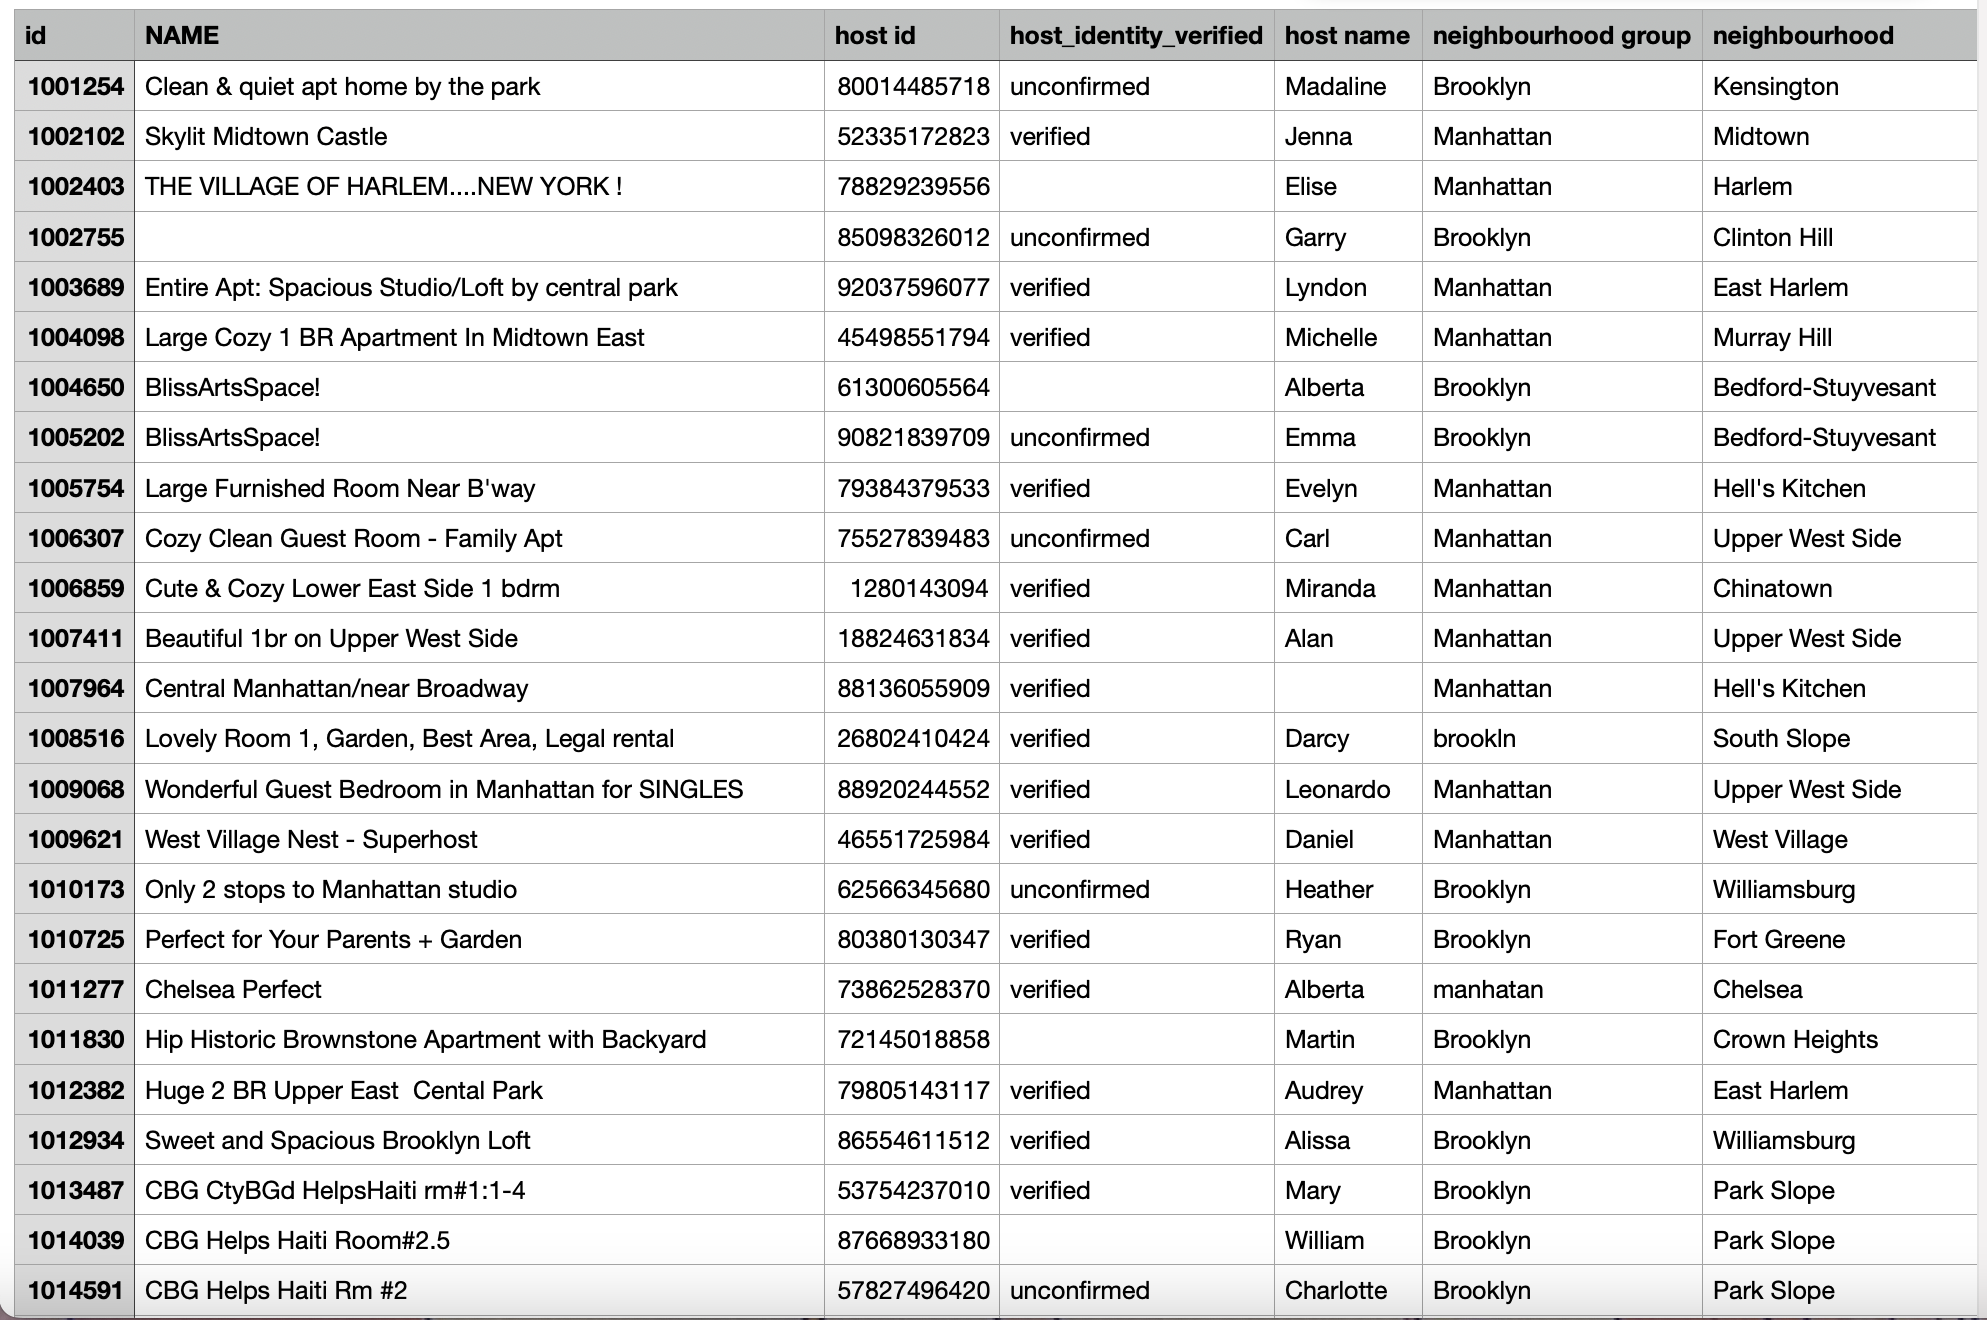 id NAME host id host_identity_verified host name neighbourhood group neighbourhood
1001254 Clean & quiet apt home by the park 80014485718 unconfirmed Madaline Brooklyn Kensington
1002102 Skylit Midtown Castle 52335172823 verified Jenna Manhattan Midtown
1002403 THE VILLAGE OF HARLEM....NEW YORK ! 78829239556 Elise Manhattan Harlem
1002755 85098326012 unconfirmed Garry Brooklyn Clinton Hill
1003689 Entire Apt: Spacious Studio/Loft by central park 92037596077 verified Lyndon Manhattan East Harlem
1004098 Large Cozy 1 BR Apartment In Midtown East 45498551794 verified Michelle Manhattan Murray Hill
1004650 BlissArtsSpace! 61300605564 Alberta Brooklyn Bedford-Stuyvesant
1005202 BlissArtsSpace! 90821839709 unconfirmed Emma Brooklyn Bedford-Stuyvesant
1005754 Large Furnished Room Near B'way 79384379533 verified Evelyn Manhattan Hell's Kitchen
1006307 Cozy Clean Guest Room - Family Apt 75527839483 unconfirmed Carl Manhattan Upper West Side
1006859 Cute & Cozy Lower East Side 1 bdrm 1280143094 verified Miranda Manhattan Chinatown
1007411 Beautiful 1br on Upper West Side 18824631834 verified Alan Manhattan Upper West Side
1007964 Central Manhattan/near Broadway 88136055909 verified Manhattan Hell's Kitchen
1008516 Lovely Room 1, Garden, Best Area, Legal rental 26802410424 verified Darcy brookln South Slope
1009068 Wonderful Guest Bedroom in Manhattan for SINGLES 88920244552 verified Leonardo Manhattan Upper West Side
1009621 West Village Nest - Superhost 46551725984 verified Daniel Manhattan West Village
1010173 Only 2 stops to Manhattan studio 62566345680 unconfirmed Heather Brooklyn Williamsburg
1010725 Perfect for Your Parents + Garden 80380130347 verified Ryan Brooklyn Fort Greene
1011277 Chelsea Perfect 73862528370 verified Alberta manhatan Chelsea
1011830 Hip Historic Brownstone Apartment with Backyard 72145018858 Martin Brooklyn Crown Heights
1012382 Huge 2 BR Upper East  Cental Park 79805143117 verified Audrey Manhattan East Harlem
1012934 Sweet and Spacious Brooklyn Loft 86554611512 verified Alissa Brooklyn Williamsburg
1013487 CBG CtyBGd HelpsHaiti rm#1:1-4 53754237010 verified Mary Brooklyn Park Slope
1014039 CBG Helps Haiti Room#2.5 87668933180 William Brooklyn Park Slope
1014591 CBG Helps Haiti Rm #2 57827496420 unconfirmed Charlotte Brooklyn Park Slope